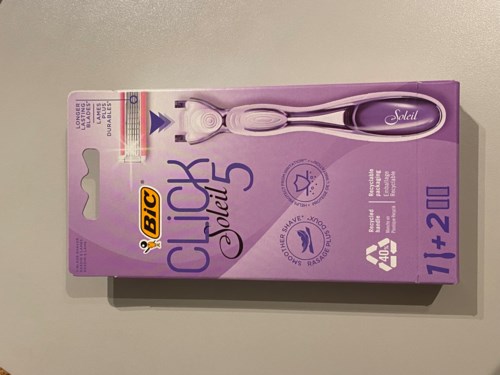 LONGER
LASTING
BLADES*
LAMES
PLUS
DURABLES*
BIC
CLiCK
Soleil 5
Soleil
SMOOTHER SHAVE*
RASAGE PLUS DOUX*
40
Recycled
handle
Recyclable
packaging
Emballage
Recyclable
1 + 2